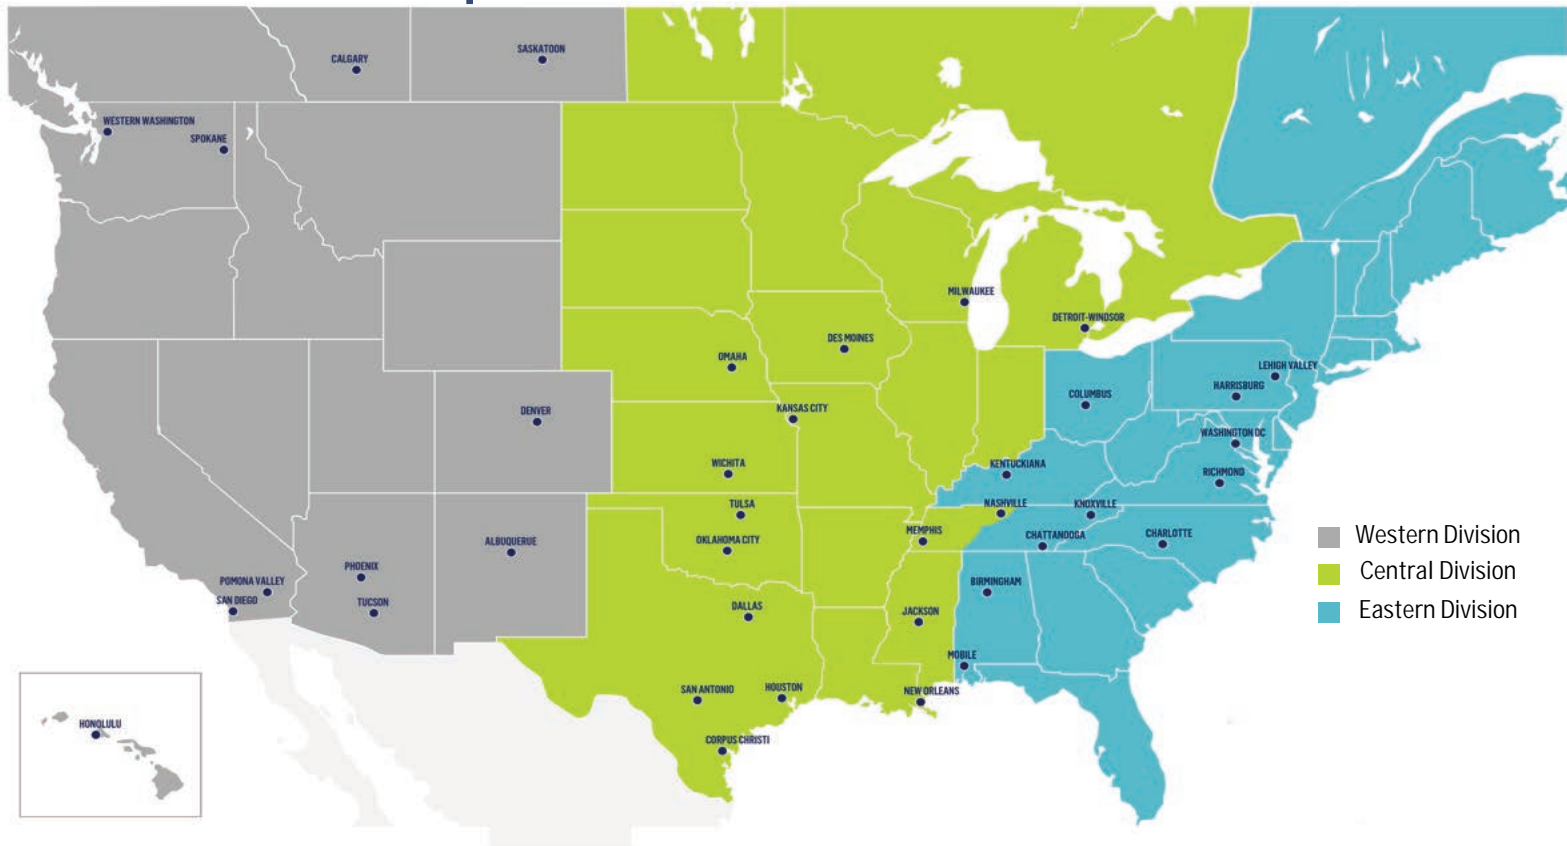 CALGARY
SASKATOON
WESTERN WASHINGTON
SPOKANE
MILWAUKEE
DETROIT-WINDSOR
DES MOINES
OMAHA
LEHIGH VALLEY
HARRISBURG
COLUMBUS
DENVER
KANSAS CITY
WASHINGTON DC
WICHITA
KENTUCKIANA
RICHMOND
TULSA
NASHVILLE
KNOXVILLE
ALBUQUERQUE
OKLAHOMA CITY
MEMPHIS
CHATTANOOGA
CHARLOTTE
Western Division
PHOENIX
Central Division
POMONA VALLEY
BIRMINGHAM
SAN DIEGO
TUCSON
DALLAS
JACKSON
Eastern Division
MOBILE
SAN ANTONIO
HOUSTON
NEW ORLEANS
HONOLULU
CORPUS CHRISTI